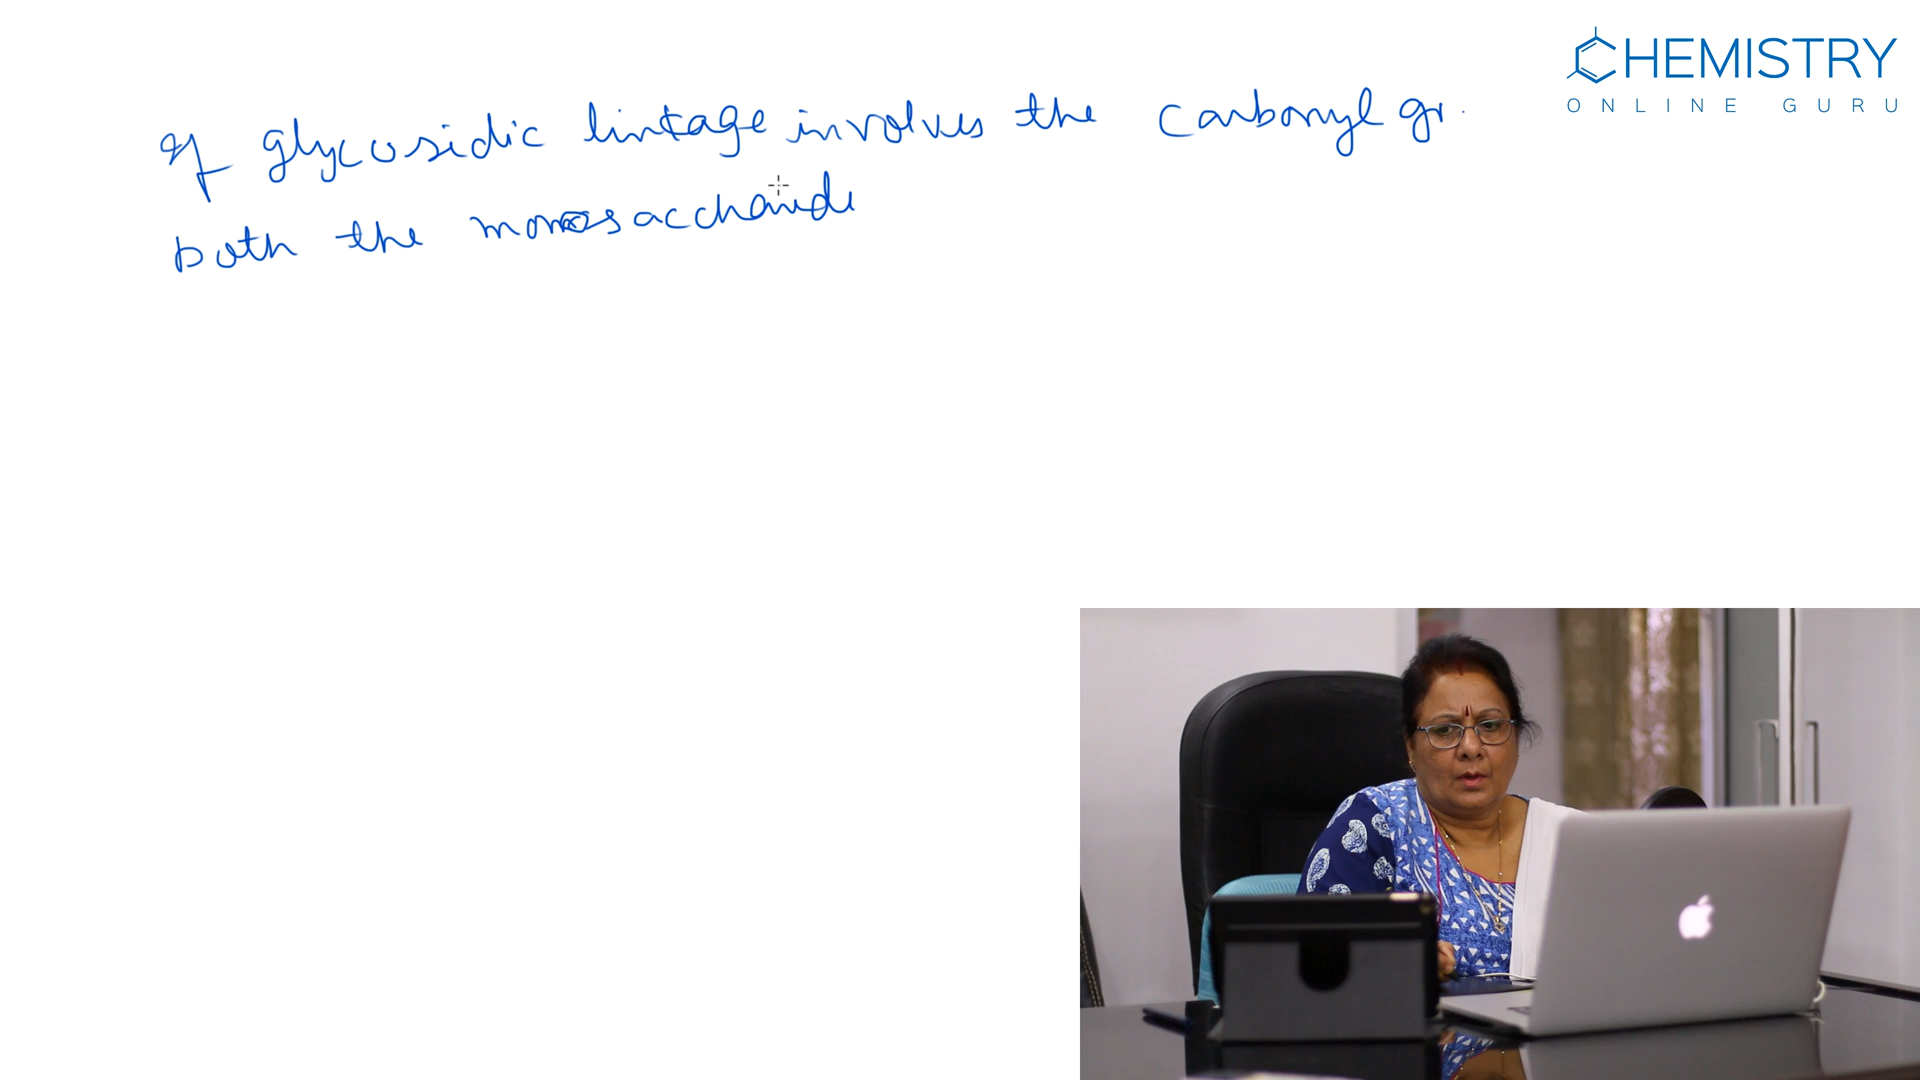 CHEMISTRY
ONLINE GURU
If glycosidic linkage involves the carbonyl gr.
both the monosaccharide